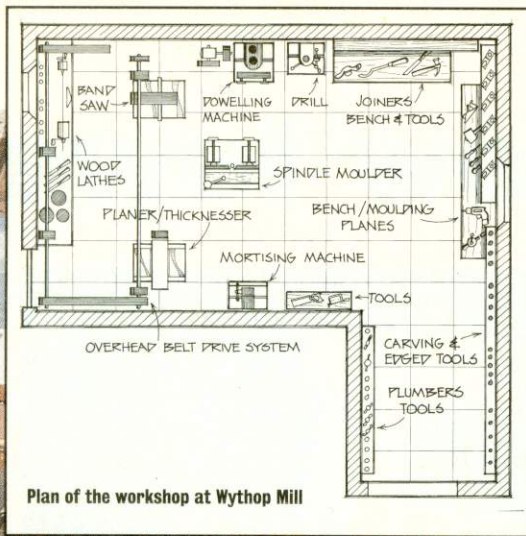 BAND
SAW
DOWELLING
MACHINE
DRILL
JOINERS
BENCH & TOOLS
WOOD
LATHES
SPINDLE MOULDER
PLANER/THICKNESSER
BENCH/MOULDING
PLANES
MORTISING MACHINE
TOOLS
OVERHEAD BELT DRIVE SYSTEM
CARVING &
EDGED TOOLS
PLUMBERS
TOOLS
Plan of the workshop at Wythop Mill